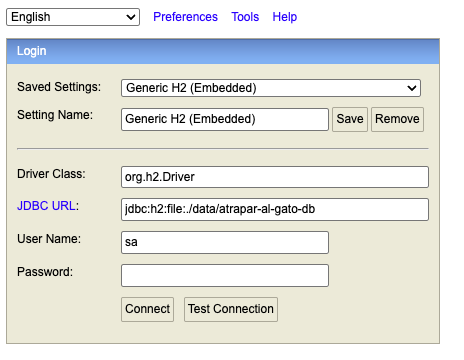 English Preferences Tools Help
Login
Saved Settings: Generic H2 (Embedded)
Setting Name: Generic H2 (Embedded) Save Remove
Driver Class: org.h2.Driver
JDBC URL: jdbc:h2:file:./data/atrapar-al-gato-db
User Name: sa
Password:
Connect Test Connection